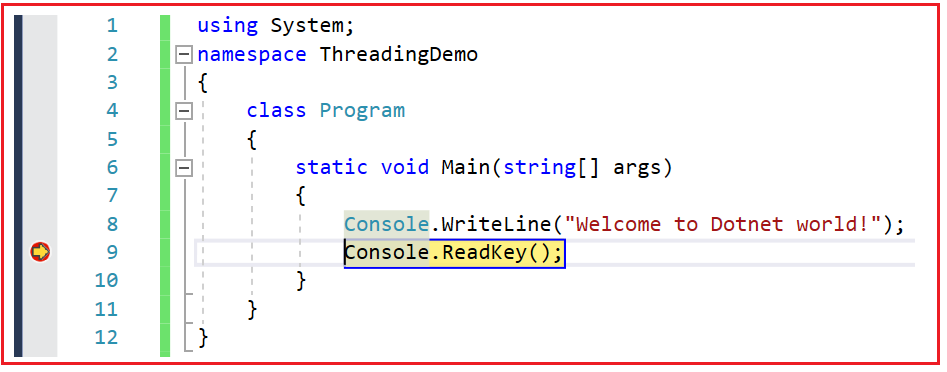 1 using System;
2 namespace ThreadingDemo
3 {
4 class Program
5 {
6 static void Main(string[] args)
7 {
8 Console.WriteLine("Welcome to Dotnet world!");
9 Console.ReadKey();
10 }
11 }
12 }